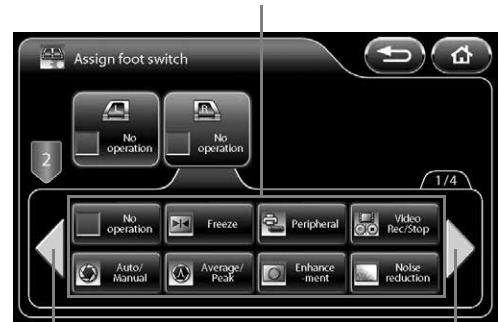 Assign foot switch
L
R
No
operation
No
operation
2
1/4
No
operation
Freeze
Peripheral
Video
Rec/Stop
Auto/
Manual
A
Average/
Peak
Enhance
-ment
Noise
reduction